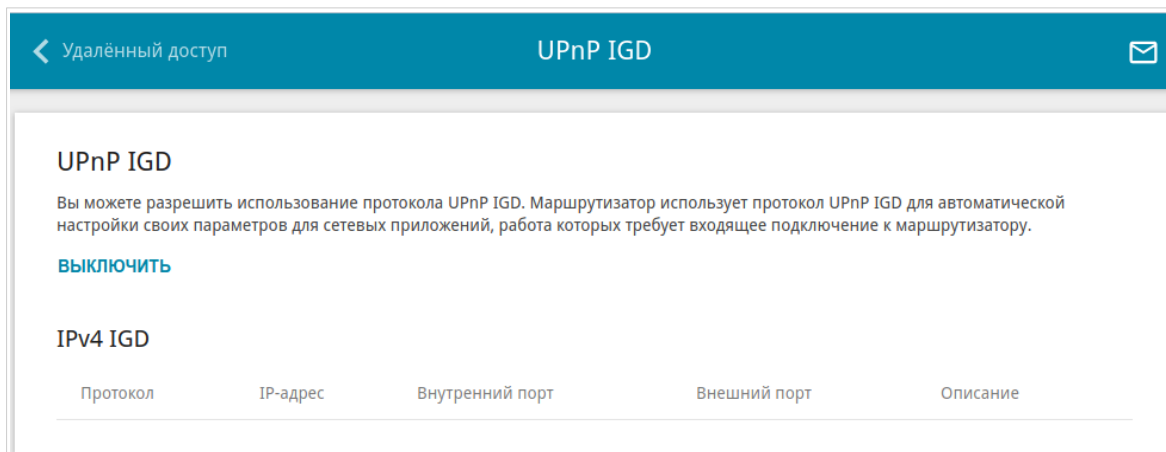 Удалённый доступ UPnP IGD
UPnP IGD
Вы можете разрешить использование протокола UPnP IGD. Маршрутизатор использует протокол UPnP IGD для автоматической
настройки своих параметров для сетевых приложений, работа которых требует входящее подключение к маршрутизатору.
ВЫКЛЮЧИТЬ
IPv4 IGD
Протокол IP-адрес Внутренний порт Внешний порт Описание